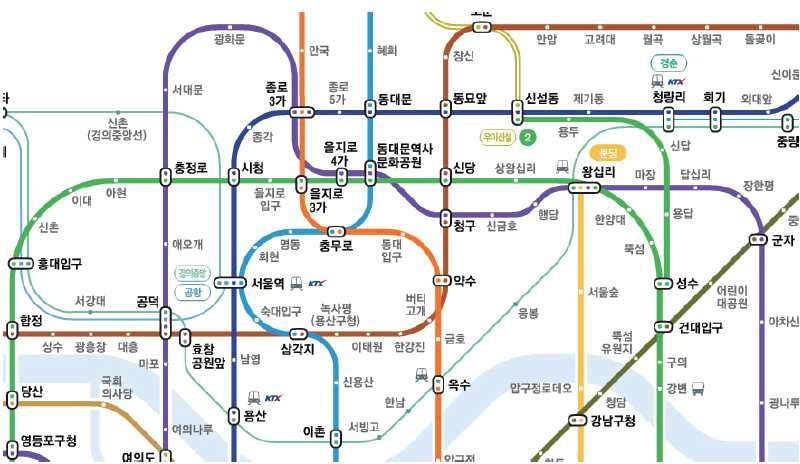 안국
혜화
창신
안암
고려대
월곡
상월곡
돌곶이
광화문
서대문
종로
3가
종로
5가
동대문
동묘앞
신설동
제기동
경춘
KTX
청량리
회기
외대앞
신이문
우이신설
2
용두
신촌
(경의중앙선)
종각
을지로
4가
동대문역사
문화공원
신답
분당
왕십리
상왕십리
마장
답십리
장한평
충정로
시청
을지로
입구
을지로
3가
신당
아현
이대
신촌
홍대입구
청구
신금호
행당
한양대
뚝섬
용답
군자
애오개
명동
충무로
동대
입구
회현
경의중앙
공항
서울역
KTX
약수
버티
고개
성수
서울숲
어린이
대공원
서강대
공덕
숙대입구
녹사평
(용산구청)
응봉
뚝섬
유원지
건대입구
아차산
합정
상수
광흥창
대흥
효창
공원앞
삼각지
이태원
한강진
금호
마포
남영
구의
국회
의사당
당산
신용산
옥수
압구정로데오
강변
청담
광나루
KTX
용산
한남
서빙고
이촌
강남구청
여의나루
영등포구청
여의도